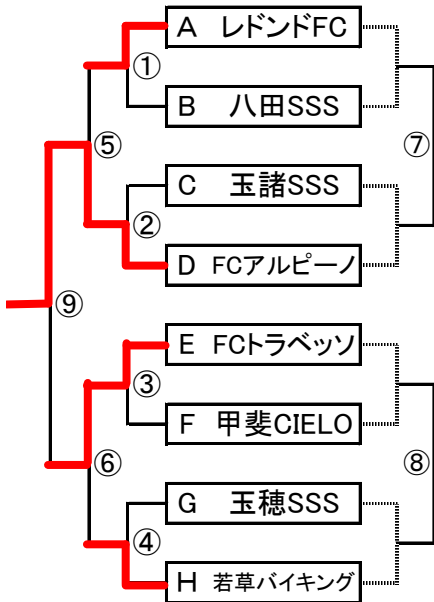 A レドンドFC
①
B 八田SSS
⑤
⑦
C 玉諸SSS
②
D FCアルピーノ
⑨
E FCトラベッソ
③
F 甲斐CIELO
⑥
⑧
G 玉穂SSS
④
H 若草バイキング